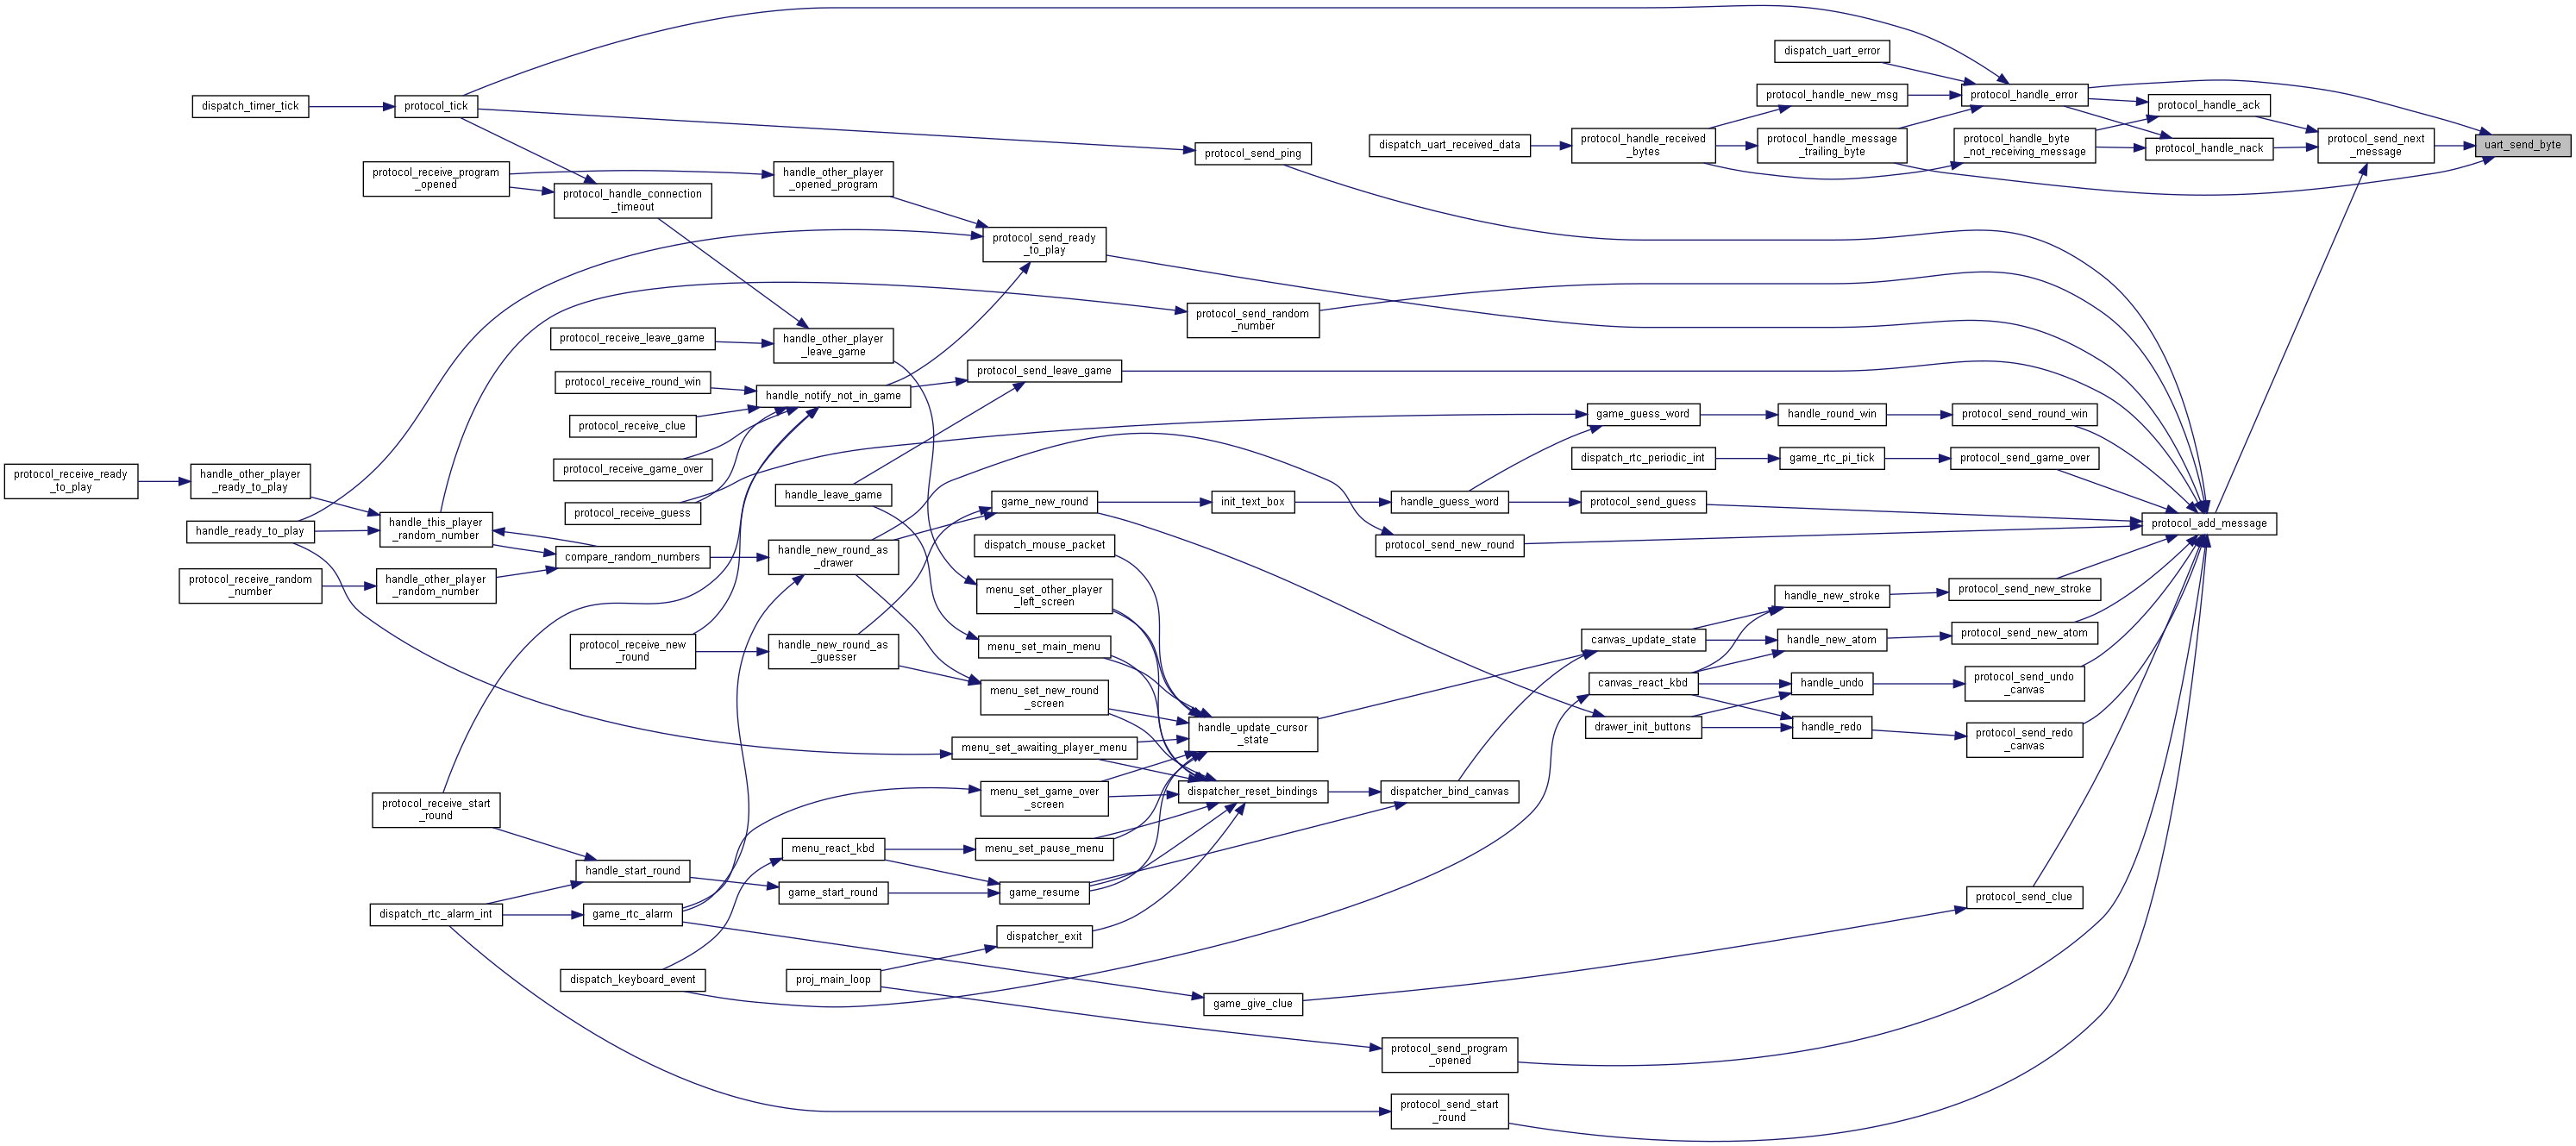 dispatch_uart_error
protocol_handle_new_msg
protocol_handle_error
dispatch_timer_tick
protocol_tick
protocol_handle_ack
dispatch_uart_received_data
protocol_handle_received
_bytes
protocol_handle_message
_trailing_byte
protocol_handle_byte
_not_receiving_message
protocol_handle_nack
protocol_send_next
_message
uart_send_byte
protocol_send_ping
protocol_receive_program
_opened
protocol_handle_connection
_timeout
handle_other_player
_opened_program
protocol_send_ready
_to_play
protocol_send_random
_number
protocol_receive_leave_game
handle_other_player
_leave_game
protocol_receive_round_win
protocol_send_leave_game
handle_notify_not_in_game
protocol_receive_clue
game_guess_word
handle_round_win
protocol_send_round_win
protocol_receive_game_over
dispatch_rtc_periodic_int
game_rtc_pi_tick
protocol_send_game_over
protocol_receive_ready
_to_play
handle_other_player
_ready_to_play
handle_leave_game
protocol_receive_guess
game_new_round
init_text_box
handle_guess_word
protocol_send_guess
handle_ready_to_play
handle_this_player
_random_number
protocol_add_message
compare_random_numbers
handle_new_round_as
_drawer
dispatch_mouse_packet
protocol_send_new_round
protocol_receive_random
_number
handle_other_player
_random_number
menu_set_other_player
_left_screen
handle_new_stroke
protocol_send_new_stroke
protocol_receive_new
_round
handle_new_round_as
_guesser
menu_set_main_menu
canvas_update_state
handle_new_atom
protocol_send_new_atom
menu_set_new_round
_screen
canvas_react_kbd
handle_undo
protocol_send_undo
_canvas
handle_update_cursor
_state
drawer_init_buttons
handle_redo
protocol_send_redo
_canvas
menu_set_awaiting_player_menu
protocol_receive_start
_round
menu_set_game_over
_screen
dispatcher_reset_bindings
dispatcher_bind_canvas
menu_react_kbd
menu_set_pause_menu
handle_start_round
game_start_round
game_resume
protocol_send_clue
dispatch_rtc_alarm_int
game_rtc_alarm
dispatcher_exit
dispatch_keyboard_event
proj_main_loop
game_give_clue
protocol_send_program
_opened
protocol_send_start
_round